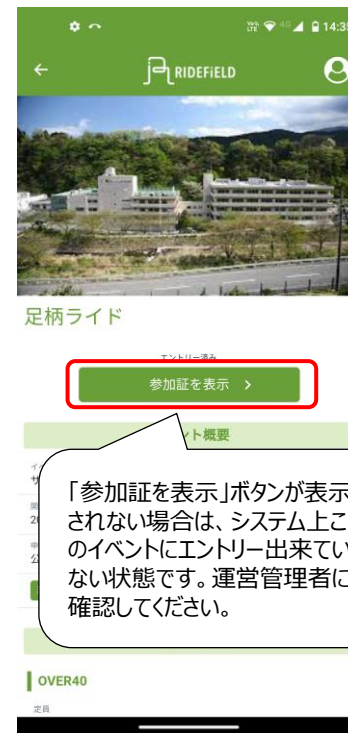 14:35
RIDEFIELD
足柄ライド
エントリー済み
参加証を表示 >
ント概要
「参加証を表示」ボタンが表示
されない場合は、システム上こ
のイベントにエントリー出来てい
ない状態です。運営管理者に
確認してください。
OVER40
定員